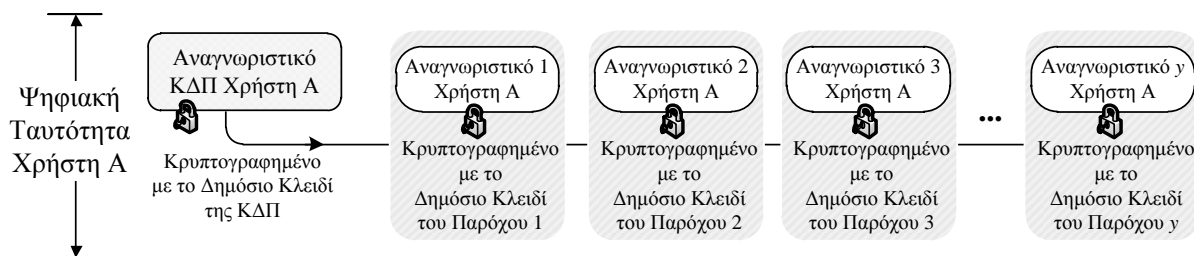 Ψηφιακή
Ταυτότητα
Χρήστη Α
Αναγνωριστικό
ΚΔΠ Χρήστη Α
Κρυπτογραφημένο
με το Δημόσιο Κλειδί
της ΚΔΠ
Αναγνωριστικό 1
Χρήστη Α
Κρυπτογραφημένο
με το
Δημόσιο Κλειδί
του Παρόχου 1
Αναγνωριστικό 2
Χρήστη Α
Κρυπτογραφημένο
με το
Δημόσιο Κλειδί
του Παρόχου 2
Αναγνωριστικό 3
Χρήστη Α
Κρυπτογραφημένο
με το
Δημόσιο Κλειδί
του Παρόχου 3
...
Αναγνωριστικό y
Χρήστη Α
Κρυπτογραφημένο
με το
Δημόσιο Κλειδί
του Παρόχου y